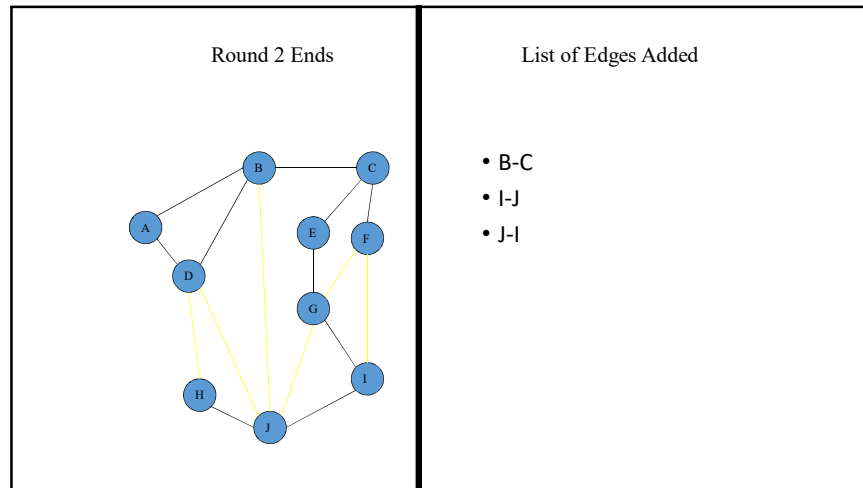 Round 2 Ends
List of Edges Added
B
C
A
E
F
D
G
I
H
J
• B-C
• I-J
• J-I